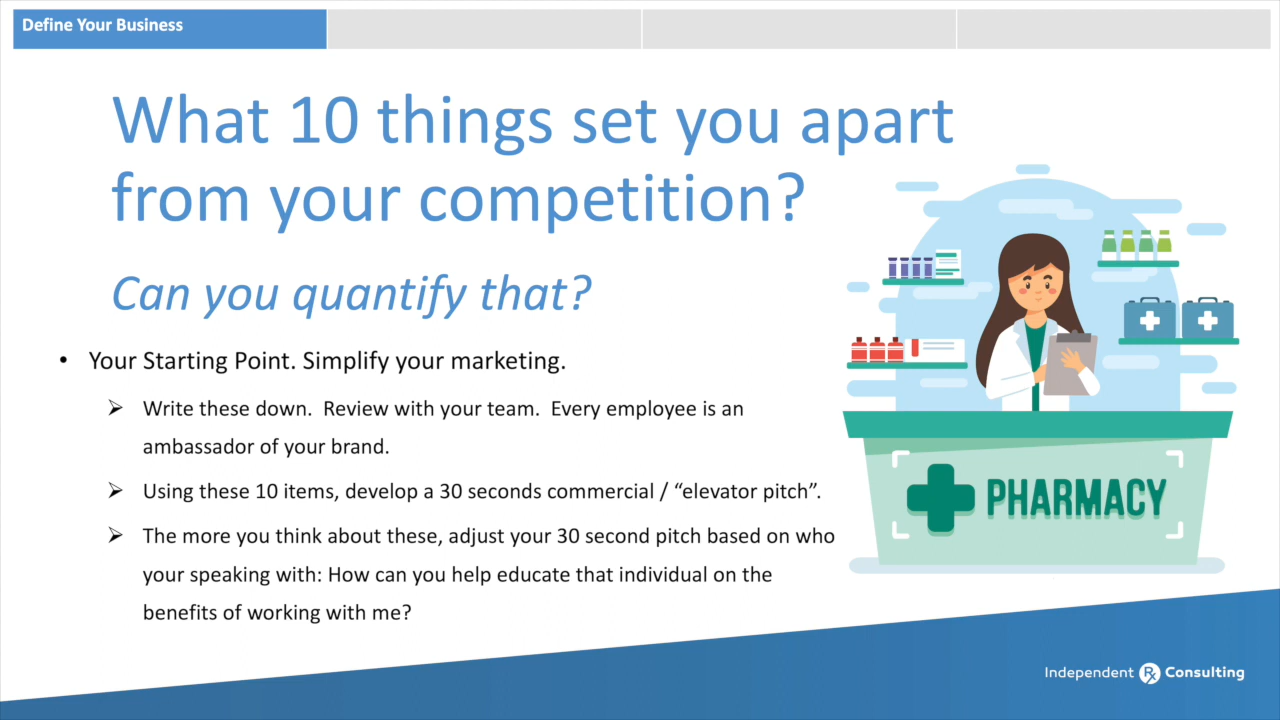 Define Your Business
What 10 things set you apart
from your competition?
Can you quantify that?
• Your Starting Point. Simplify your marketing.
➢ Write these down.  Review with your team.  Every employee is an
ambassador of your brand.
➢ Using these 10 items, develop a 30 seconds commercial / “elevator pitch”.
➢ The more you think about these, adjust your 30 second pitch based on who
your speaking with: How can you help educate that individual on the
benefits of working with me?
PHARMACY
Independent Rx Consulting